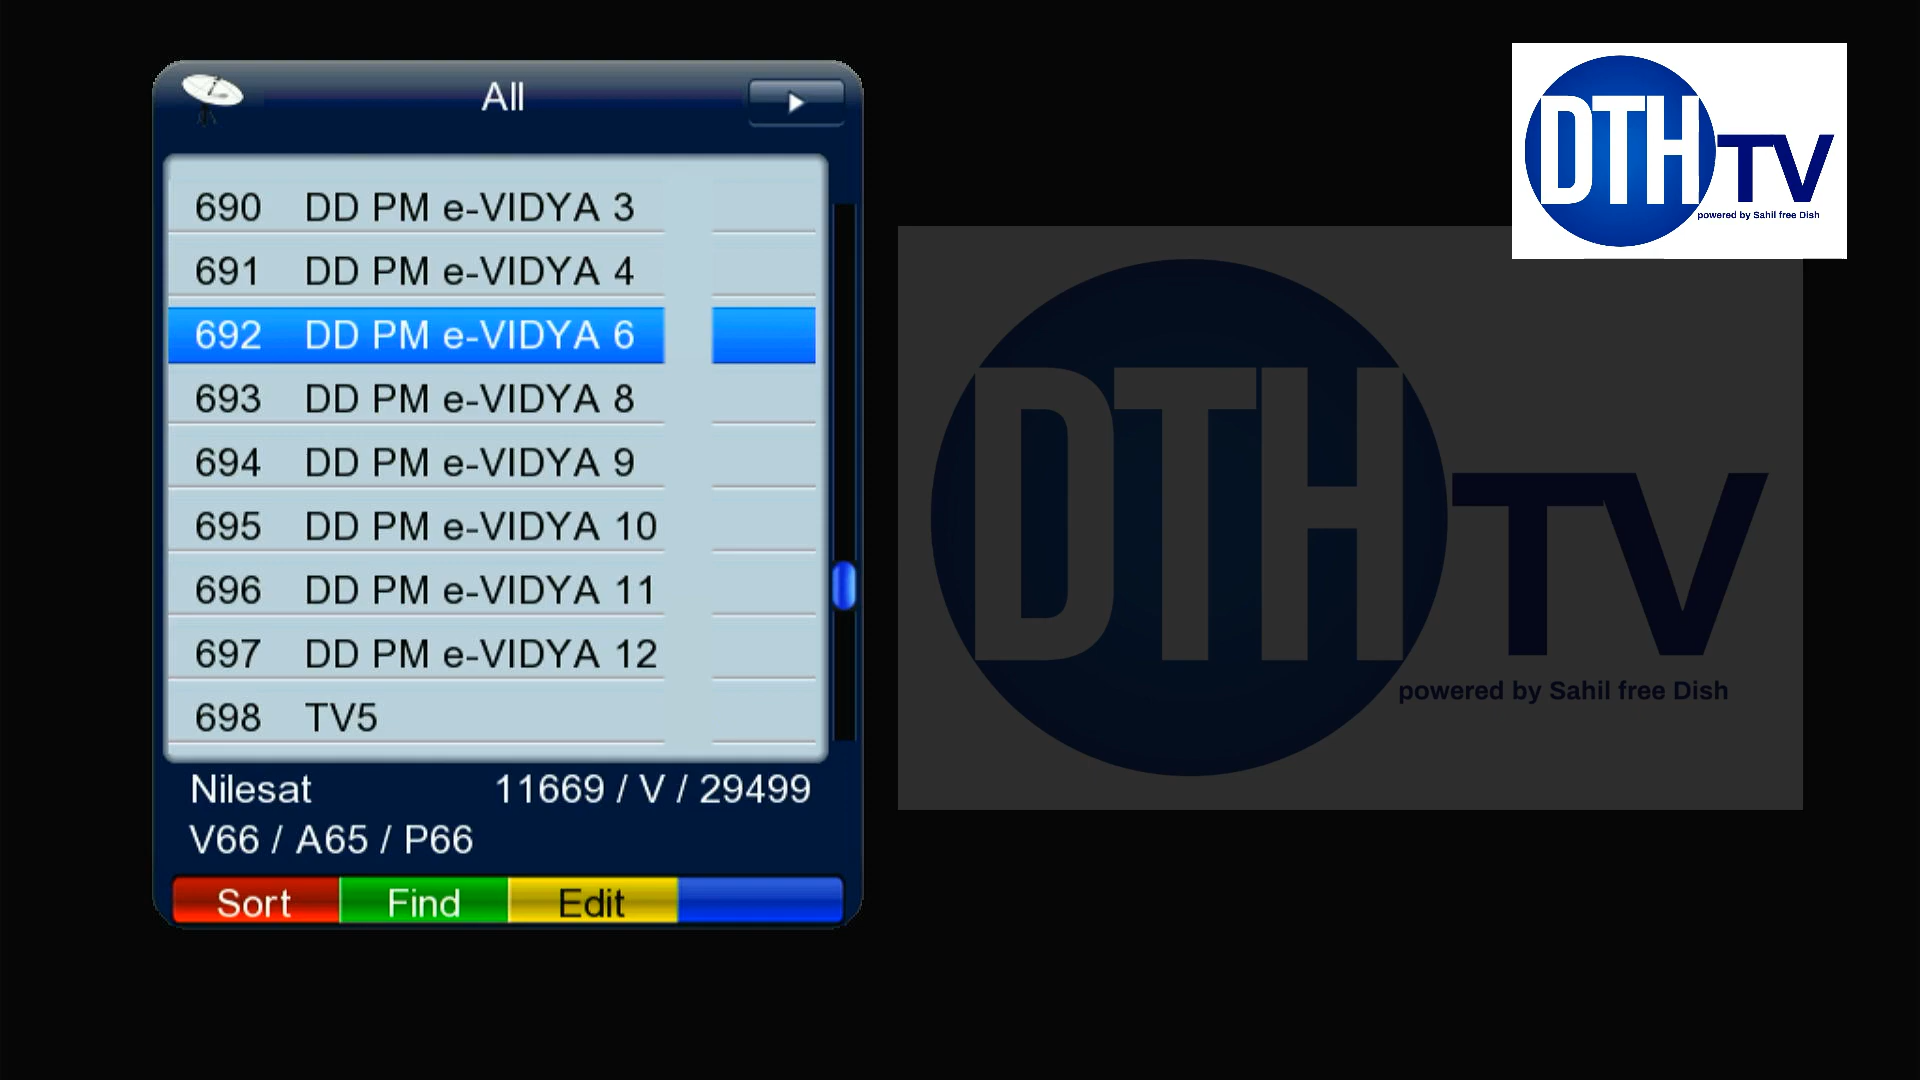 All
690 DD PM e-VIDYA 3
691 DD PM e-VIDYA 4
692 DD PM e-VIDYA 6
693 DD PM e-VIDYA 8
694 DD PM e-VIDYA 9
695 DD PM e-VIDYA 10
696 DD PM e-VIDYA 11
697 DD PM e-VIDYA 12
698 TV5
Nilesat 11669 / V / 29499
V66 / A65 / P66
Sort Find Edit
DTH TV
powered by Sahil free Dish
DTH TV
powered by Sahil free Dish